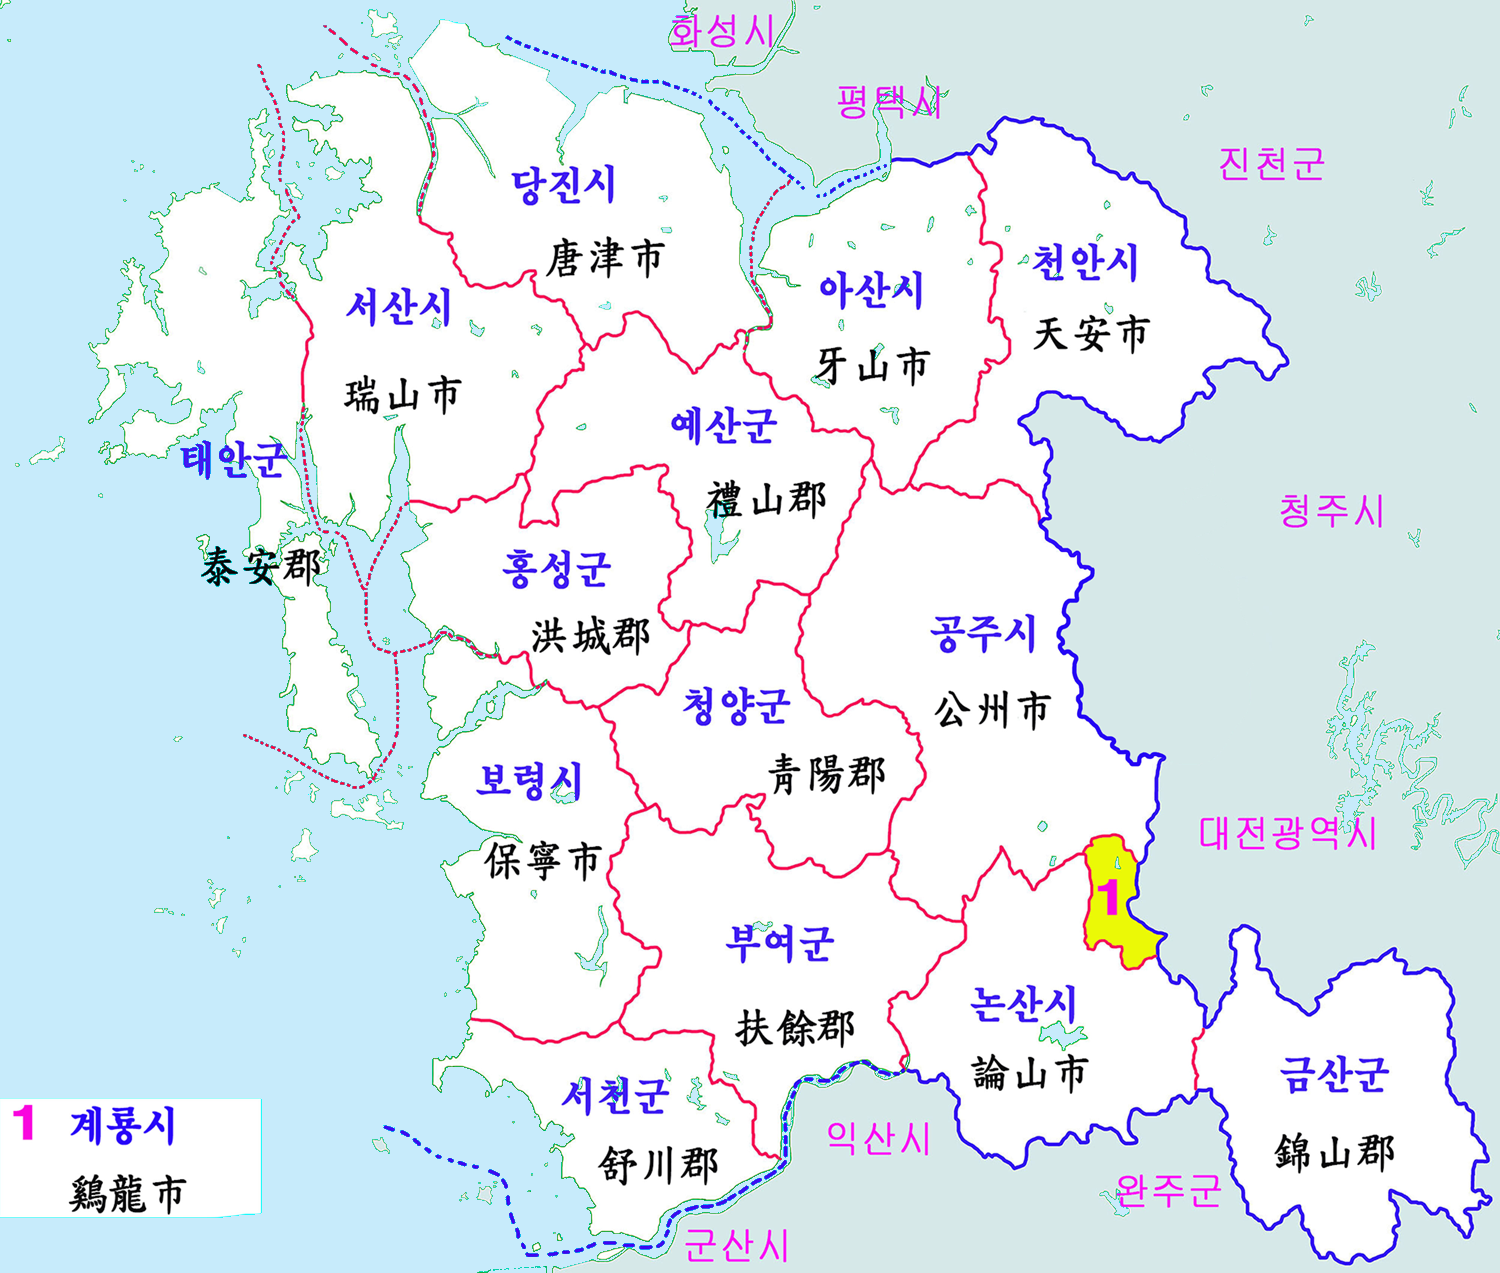 화성시
평택시
진천군
당진시
唐津市
서산시
瑞山市
아산시
牙山市
천안시
天安市
태안군
泰安郡
예산군
禮山郡
홍성군
洪城郡
청주시
공주시
公州市
청양군
靑陽郡
보령시
保寧市
대전광역시
1
부여군
扶餘郡
논산시
論山市
금산군
錦山郡
서천군
舒川郡
익산시
완주군
군산시
1 계룡시
鷄龍市